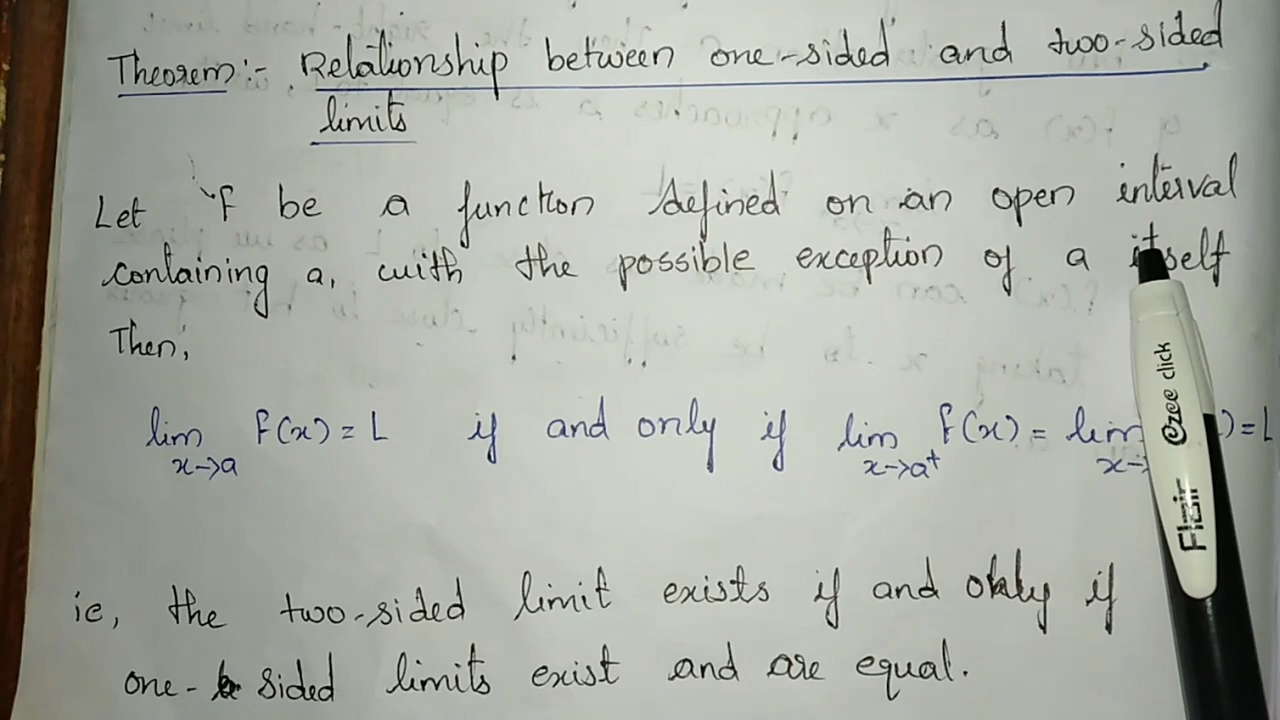 Theorem :- Relationship between one-sided and two-sided
limits
Let f be a function defined on an open interval
containing a, with the possible exception of a itself
Then,
lim f(x) = L if and only if lim f(x) = lim ) = L
x→a x→a⁺ x→
ie, the two-sided limit exists if and only if
one- sided limits exist and are equal.
Flair Ezee click